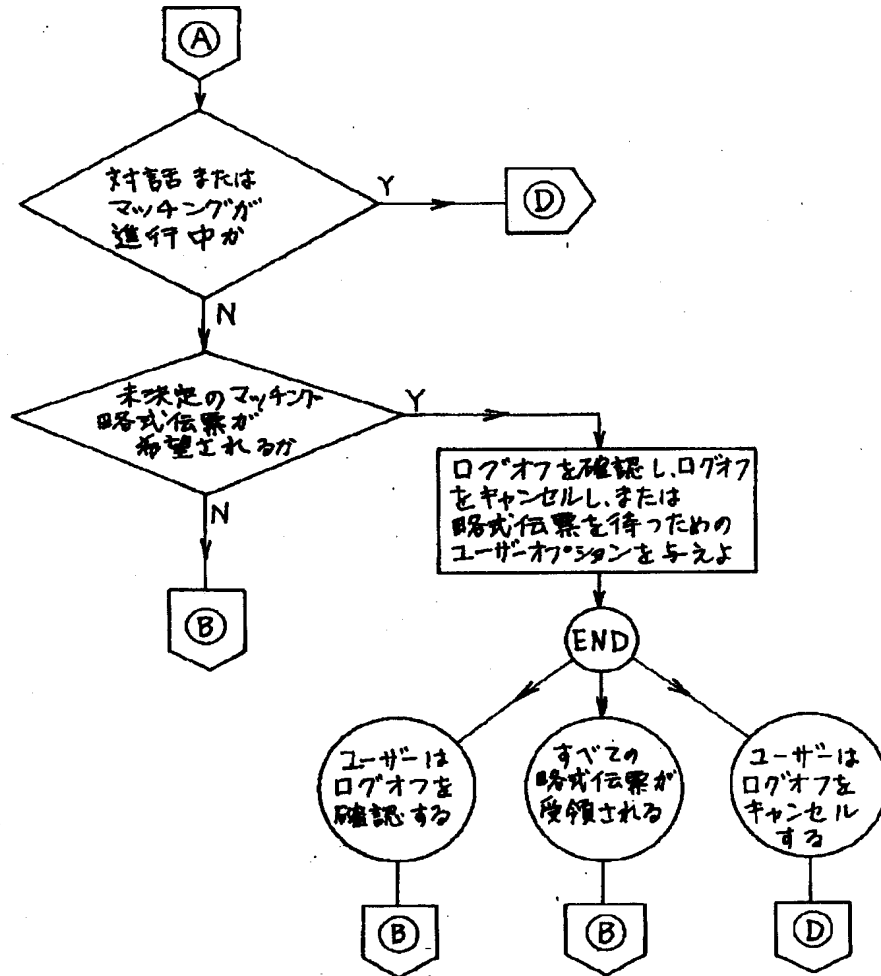 A
対話または
マッチングが
進行中か
Y
D
N
未決定のマッチング
略式伝票が
希望されるか
Y
N
ログオフを確認し、ログオフ
をキャンセルし、または
略式伝票を待つための
ユーザーオプションを与えよ
B
END
ユーザーは
ログオフを
確認する
すべての
略式伝票が
受領される
ユーザーは
ログオフを
キャンセル
する
B
B
D